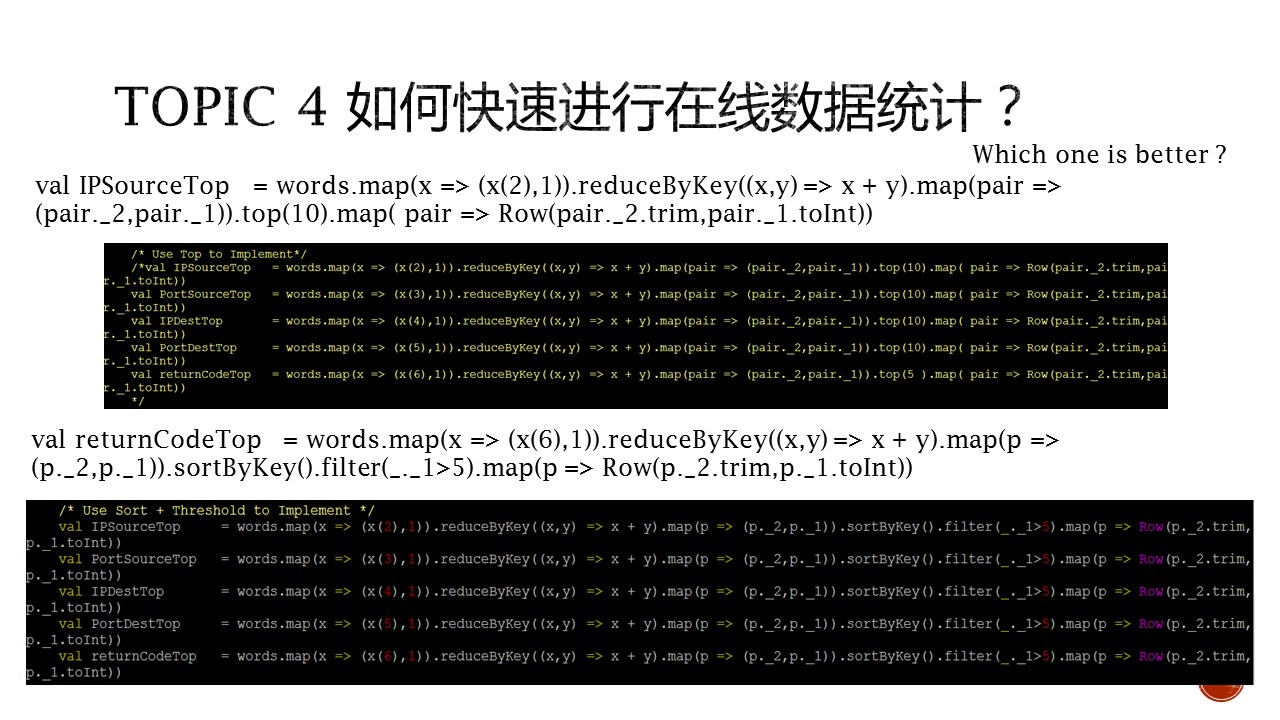 TOPIC 4 如何快速进行在线数据统计？
Which one is better？
val IPSourceTop = words.map(x => (x(2),1)).reduceByKey((x,y) => x + y).map(pair =>
(pair._2,pair._1)).top(10).map( pair => Row(pair._2.trim,pair._1.toInt))
/* Use Top to Implement*/
/*val IPSourceTop = words.map(x => (x(2),1)).reduceByKey((x,y) => x + y).map(pair => (pair._2,pair._1)).top(10).map( pair => Row(pair._2.trim,pai
r._1.toInt))
val PortSourceTop = words.map(x => (x(3),1)).reduceByKey((x,y) => x + y).map(pair => (pair._2,pair._1)).top(10).map( pair => Row(pair._2.trim,pai
r._1.toInt))
val IPDestTop = words.map(x => (x(4),1)).reduceByKey((x,y) => x + y).map(pair => (pair._2,pair._1)).top(10).map( pair => Row(pair._2.trim,pai
r._1.toInt))
val PortDestTop = words.map(x => (x(5),1)).reduceByKey((x,y) => x + y).map(pair => (pair._2,pair._1)).top(10).map( pair => Row(pair._2.trim,pai
r._1.toInt))
val returnCodeTop = words.map(x => (x(6),1)).reduceByKey((x,y) => x + y).map(pair => (pair._2,pair._1)).top(5 ).map( pair => Row(pair._2.trim,pai
r._1.toInt))
*/
val returnCodeTop = words.map(x => (x(6),1)).reduceByKey((x,y) => x + y).map(p =>
(p._2,p._1)).sortByKey().filter(_._1>5).map(p => Row(p._2.trim,p._1.toInt))
/* Use Sort + Threshold to Implement */
val IPSourceTop = words.map(x => (x(2),1)).reduceByKey((x,y) => x + y).map(p => (p._2,p._1)).sortByKey().filter(_._1>5).map(p => Row(p._2.trim,
p._1.toInt))
val PortSourceTop = words.map(x => (x(3),1)).reduceByKey((x,y) => x + y).map(p => (p._2,p._1)).sortByKey().filter(_._1>5).map(p => Row(p._2.trim,
p._1.toInt))
val IPDestTop = words.map(x => (x(4),1)).reduceByKey((x,y) => x + y).map(p => (p._2,p._1)).sortByKey().filter(_._1>5).map(p => Row(p._2.trim,
p._1.toInt))
val PortDestTop = words.map(x => (x(5),1)).reduceByKey((x,y) => x + y).map(p => (p._2,p._1)).sortByKey().filter(_._1>5).map(p => Row(p._2.trim,
p._1.toInt))
val returnCodeTop = words.map(x => (x(6),1)).reduceByKey((x,y) => x + y).map(p => (p._2,p._1)).sortByKey().filter(_._1>5).map(p => Row(p._2.trim,
p._1.toInt))